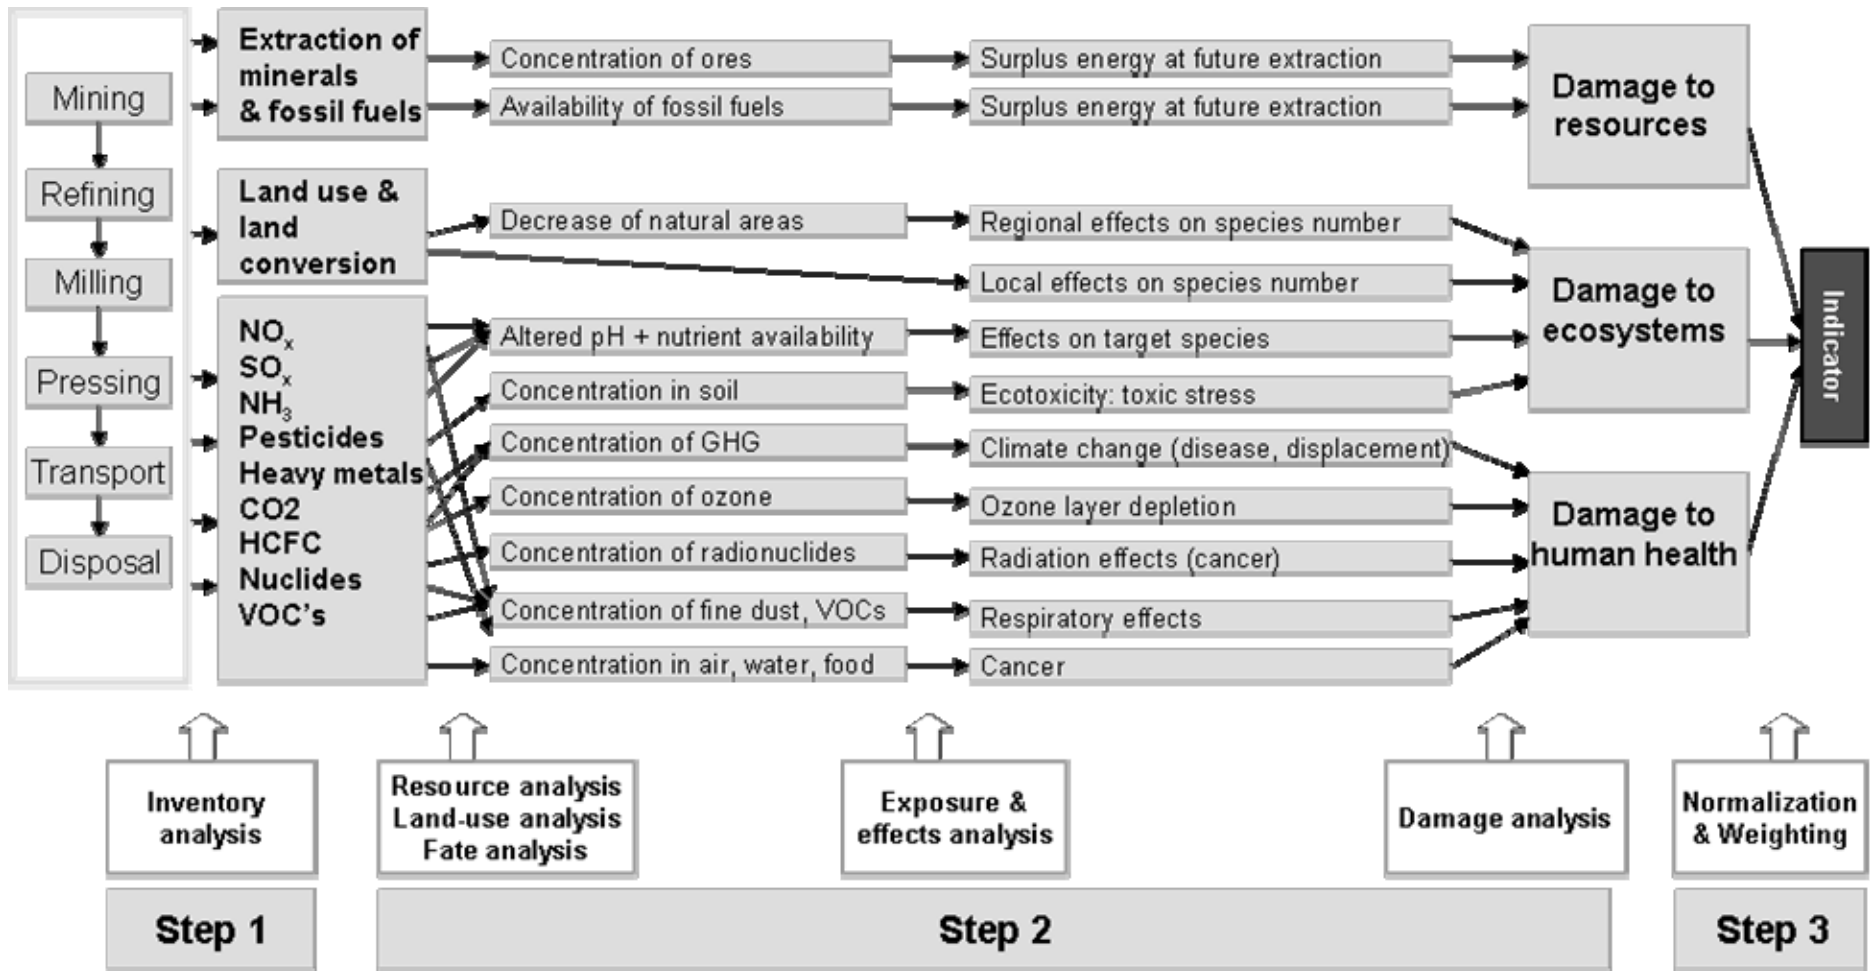 Mining
Refining
Milling
Pressing
Transport
Disposal
Extraction of
minerals
& fossil fuels
Land use &
land
conversion
NOx
SOx
NH3
Pesticides
Heavy metals
CO2
HCFC
Nuclides
VOC's
Concentration of ores
Availability of fossil fuels
Decrease of natural areas
Altered pH + nutrient availability
Concentration in soil
Concentration of GHG
Concentration of ozone
Concentration of radionuclides
Concentration of fine dust, VOCs
Concentration in air, water, food
Surplus energy at future extraction
Surplus energy at future extraction
Regional effects on species number
Local effects on species number
Effects on target species
Ecotoxicity: toxic stress
Climate change (disease, displacement)
Ozone layer depletion
Radiation effects (cancer)
Respiratory effects
Cancer
Damage to
resources
Damage to
ecosystems
Damage to
human health
Indicator
Inventory
analysis
Resource analysis
Land-use analysis
Fate analysis
Exposure &
effects analysis
Damage analysis
Normalization
& Weighting
Step 1
Step 2
Step 3